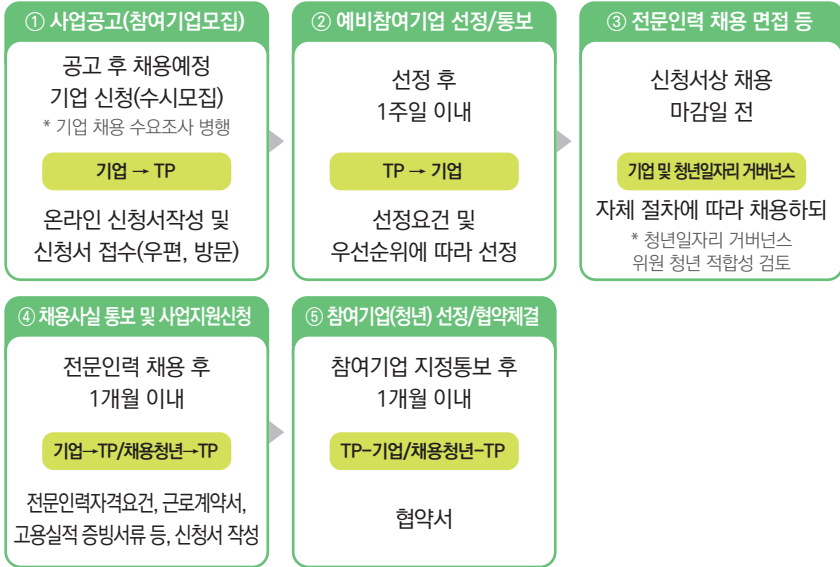 ① 사업공고(참여기업모집)
공고 후 채용예정
기업 신청(수시모집)
* 기업 채용 수요조사 병행
기업 → TP
온라인 신청서작성 및
신청서 접수(우편, 방문)
② 예비참여기업 선정/통보
선정 후
1주일 이내
TP → 기업
선정요건 및
우선순위에 따라 선정
③ 전문인력 채용 면접 등
신청서상 채용
마감일 전
기업 및 청년일자리 거버넌스
자체 절차에 따라 채용하되
* 청년일자리 거버넌스
위원 청년 적합성 검토
④ 채용사실 통보 및 사업지원신청
전문인력 채용 후
1개월 이내
기업→TP/채용청년→TP
전문인력자격요건, 근로계약서,
고용실적 증빙서류 등, 신청서 작성
⑤ 참여기업(청년) 선정/협약체결
참여기업 지정통보 후
1개월 이내
TP-기업/채용청년-TP
협약서